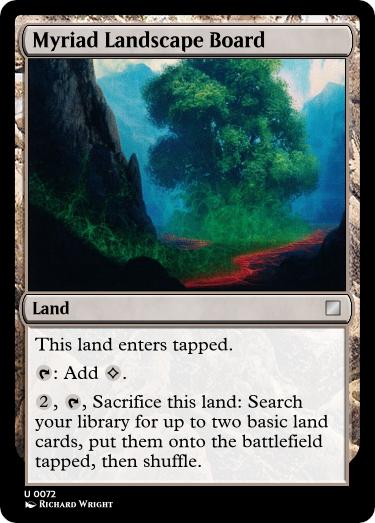 Myriad Landscape Board
Land
This land enters tapped.
: Add .
2, , Sacrifice this land: Search
your library for up to two basic land
cards, put them onto the battlefield
tapped, then shuffle.
U 0072
Richard Wright